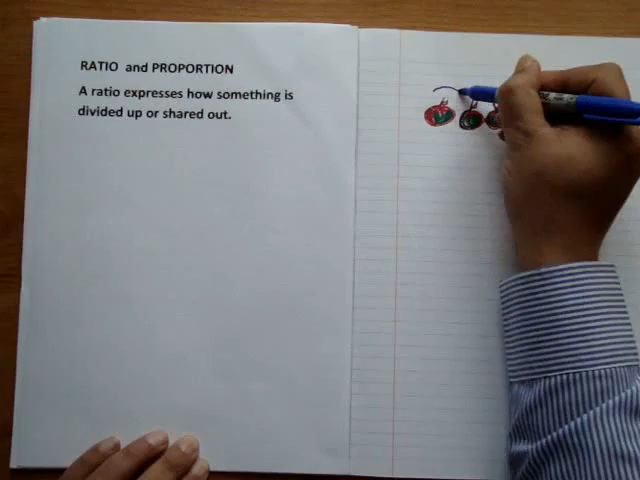 RATIO and PROPORTION
A ratio expresses how something is
divided up or shared out.